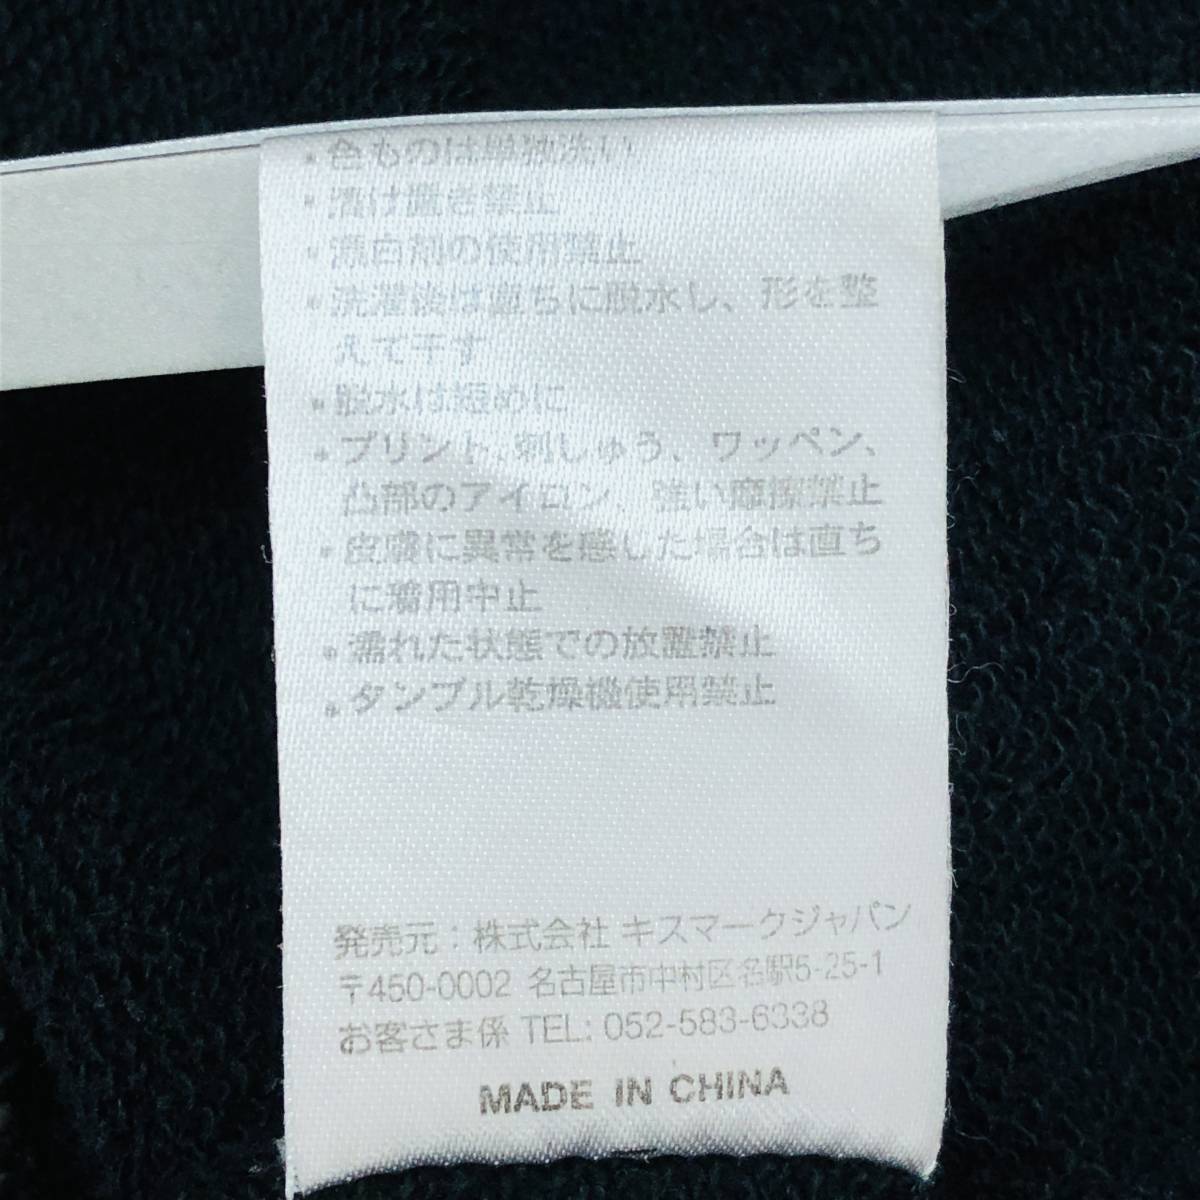 ・色ものは単独洗い
・漬け置き禁止
・漂白剤の使用禁止
・洗濯後は直ちに脱水し、形を整
えて干す
・脱水は短めに
・プリント、刺しゅう、ワッペン、
凸部のアイロン、強い摩擦禁止
・皮膚に異常を感じた場合は直ち
に着用中止
・濡れた状態での放置禁止
・タンブル乾燥機使用禁止
発売元：株式会社 キスマークジャパン
〒450-0002 名古屋市中村区名駅5-25-1
お客さま係 TEL: 052-583-6338
MADE IN CHINA